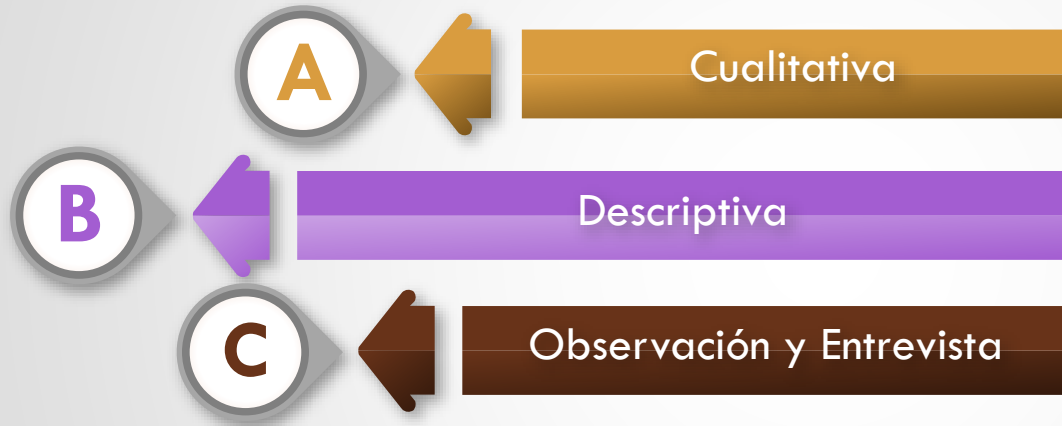 A
Cualitativa
B
Descriptiva
C
Observación y Entrevista